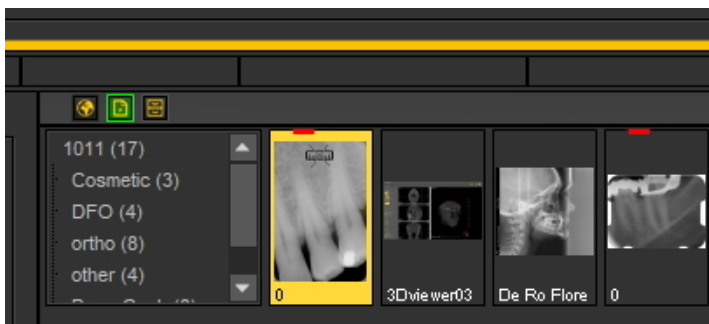 1011 (17)
Cosmetic (3)
DFO (4)
ortho (8)
other (4)
0
3Dviewer03
De Ro Flore
0